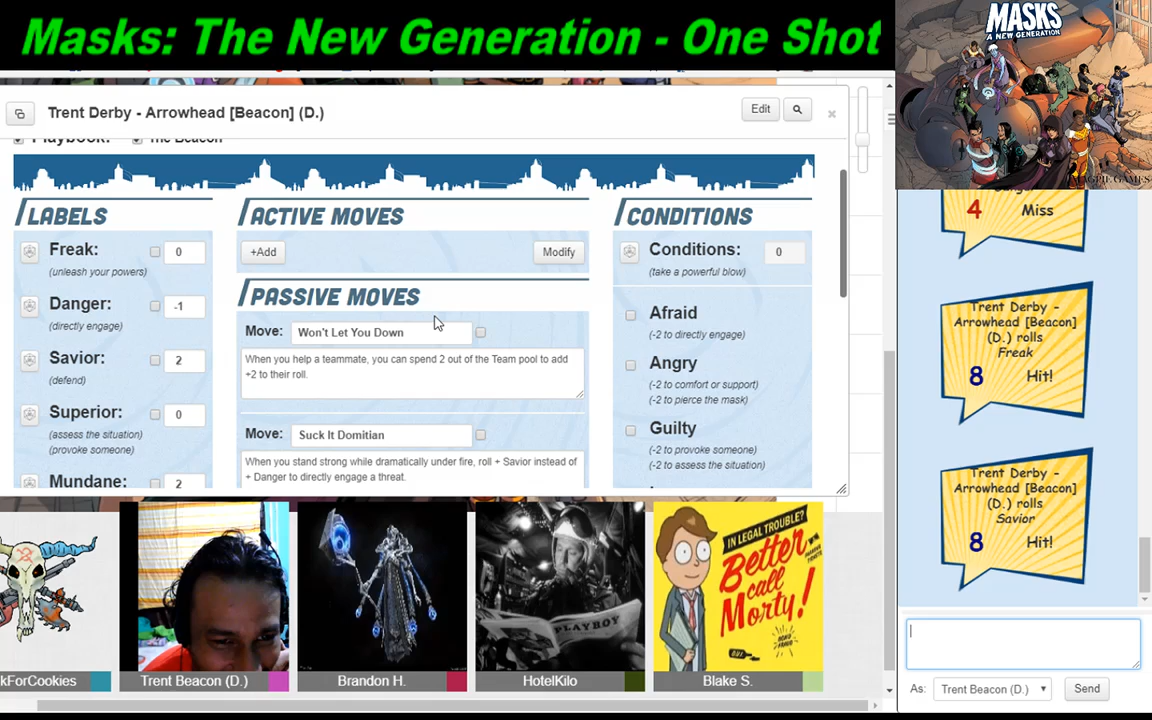 Masks: The New Generation - One Shot
MASKS
A NEW GENERATION
MAGPIE GAMES
Trent Derby - Arrowhead [Beacon] (D.)
Edit
Playbook:
The Beacon
LABELS
Freak:
0
(unleash your powers)
Danger:
-1
(directly engage)
Savior:
2
(defend)
Superior:
0
(assess the situation)
(provoke someone)
Mundane:
2
ACTIVE MOVES
+Add
Modify
PASSIVE MOVES
Move:
Won't Let You Down
When you help a teammate, you can spend 2 out of the Team pool to add
+2 to their roll.
Move:
Suck It Domitian
When you stand strong while dramatically under fire, roll + Savior instead of
+ Danger to directly engage a threat.
CONDITIONS
Conditions:
0
(take a powerful blow)
Afraid
(-2 to directly engage)
Angry
(-2 to comfort or support)
(-2 to pierce the mask)
Guilty
(-2 to provoke someone)
(-2 to assess the situation)
4
Miss
Trent Derby -
Arrowhead [Beacon]
(D.) rolls
Freak
8
Hit!
Trent Derby -
Arrowhead [Beacon]
(D.) rolls
Savior
8
Hit!
PLAYBOY
IN LEGAL TROUBLE?
Better
call
Morty!
kForCookies
Trent Beacon (D.)
Brandon H.
HotelKilo
Blake S.
As:
Trent Beacon (D.)
Send